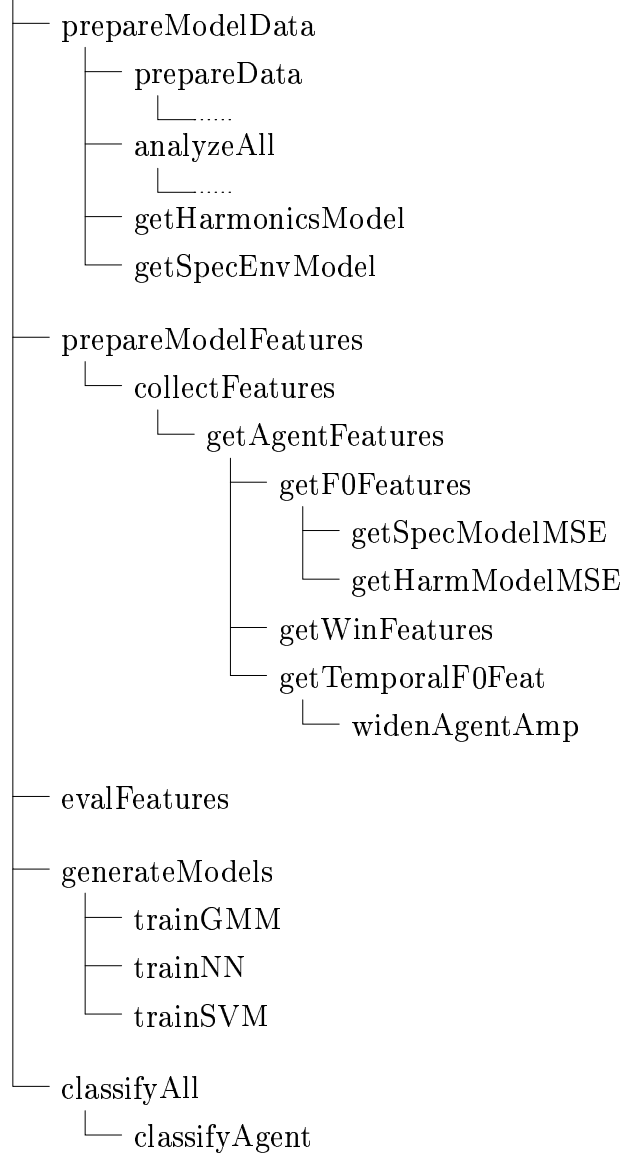 prepareModelData
prepareData
......
analyzeAll
......
getHarmonicsModel
getSpecEnvModel
prepareModelFeatures
collectFeatures
getAgentFeatures
getF0Features
getSpecModelMSE
getHarmModelMSE
getWinFeatures
getTemporalF0Feat
widenAgentAmp
evalFeatures
generateModels
trainGMM
trainNN
trainSVM
classifyAll
classifyAgent